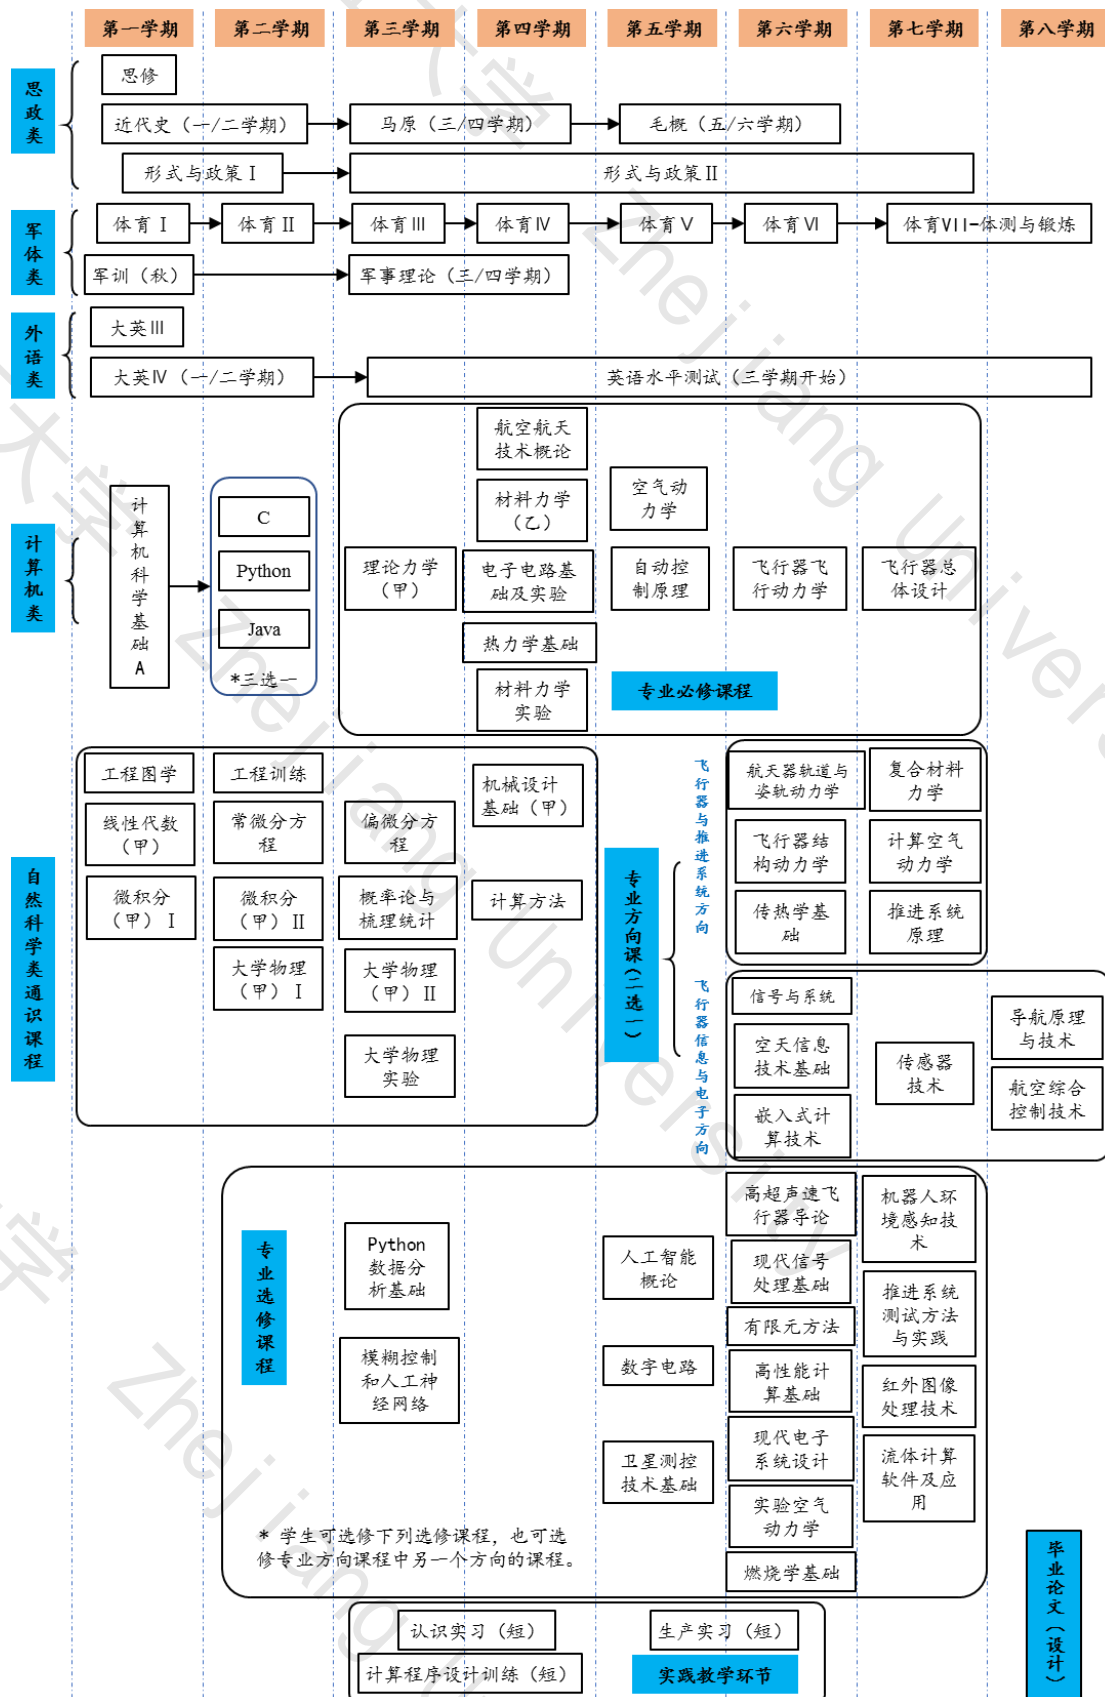 第一学期
第二学期
第三学期
第四学期
第五学期
第六学期
第七学期
第八学期
思政类
思修
近代史（一/二学期）
马原（三/四学期）
毛概（五/六学期）
形式与政策Ⅰ
形式与政策Ⅱ
军体类
体育Ⅰ
体育Ⅱ
体育Ⅲ
体育Ⅳ
体育Ⅴ
体育Ⅵ
体育VII-体测与锻炼
军训（秋）
军事理论（三/四学期）
外语类
大英Ⅲ
大英Ⅳ（一/二学期）
英语水平测试（三学期开始）
计算机类
计算机科学基础A
C
Python
Java
*三选一
理论力学
（甲）
航空航天
技术概论
材料力学
（乙）
电子电路基
础及实验
热力学基础
材料力学
实验
空气动
力学
自动控
制原理
飞行器飞
行动力学
飞行器总
体设计
专业必修课程
自然科学类通识课程
工程图学
线性代数
（甲）
微积分
（甲）Ⅰ
工程训练
常微分方
程
微积分
（甲）Ⅱ
大学物理
（甲）Ⅰ
偏微分方
程
概率论与
梳理统计
大学物理
（甲）Ⅱ
大学物理
实验
机械设计
基础（甲）
计算方法
专业方向课（二选一）
飞行器与推进系统方向
航天器轨道与
姿轨动力学
飞行器结
构动力学
传热学基
础
复合材料
力学
计算空气
动力学
推进系统
原理
飞行器信息与电子方向
信号与系统
空天信息
技术基础
嵌入式计
算技术
传感器
技术
导航原理
与技术
航空综合
控制技术
专业选修课程
Python
数据分
析基础
模糊控制
和人工神
经网络
人工智能
概论
数字电路
卫星测控
技术基础
高超声速飞
行器导论
现代信号
处理基础
有限元方法
高性能计
算基础
现代电子
系统设计
实验空气
动力学
燃烧学基础
机器人环
境感知技
术
推进系统
测试方法
与实践
红外图像
处理技术
流体计算
软件及应
用
* 学生可选修下列选修课程，也可选
修专业方向课程中另一个方向的课程。
认识实习（短）
计算程序设计训练（短）
生产实习（短）
实践教学环节
毕业论文（设计）
大学
Zhejiang University
大学
Zhejiang University
大学
Zhejiang U